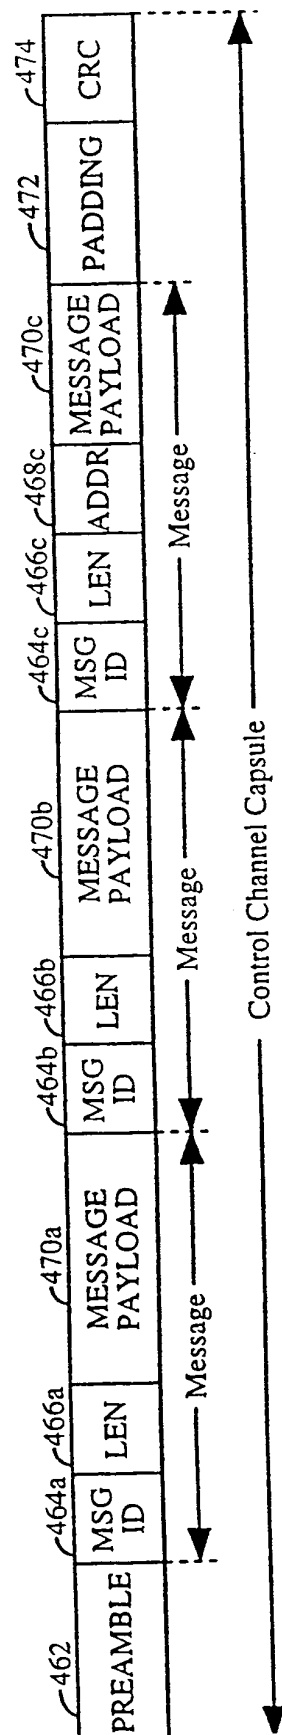 462
464a
466a
470a
464b
466b
470b
464c
466c
468c
470c
472
474
PREAMBLE
MSG
ID
LEN
MESSAGE
PAYLOAD
MSG
ID
LEN
MESSAGE
PAYLOAD
MSG
ID
LEN
ADDR
MESSAGE
PAYLOAD
PADDING
CRC
Message
Message
Message
Control Channel Capsule